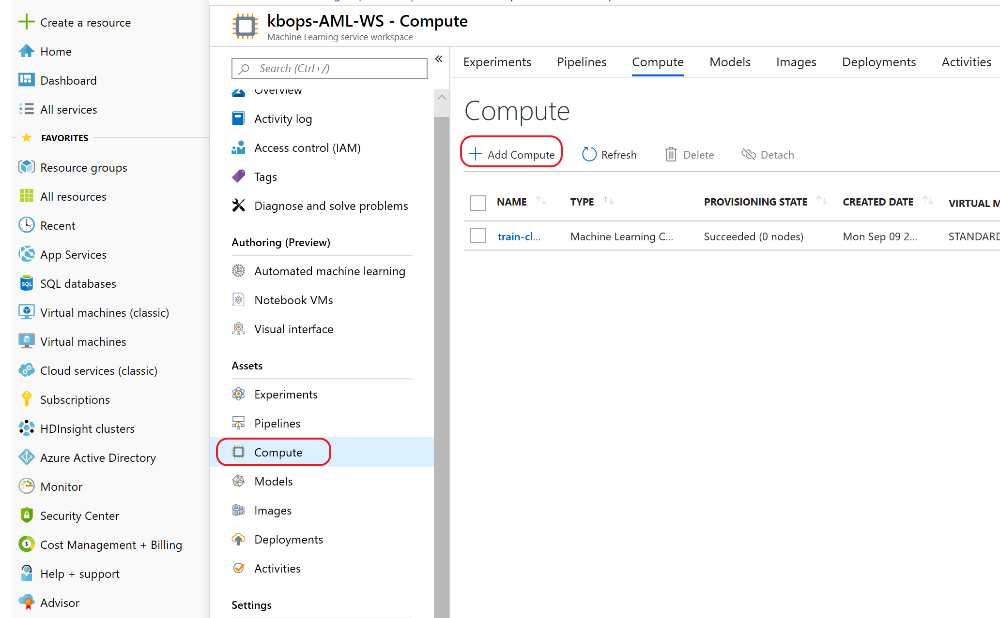 Create a resource
Home
Dashboard
All services
FAVORITES
Resource groups
All resources
Recent
App Services
SQL databases
Virtual machines (classic)
Virtual machines
Cloud services (classic)
Subscriptions
HDInsight clusters
Azure Active Directory
Monitor
Security Center
Cost Management + Billing
Help + support
Advisor
kbops-AML-WS - Compute
Machine Learning service workspace
Search (Ctrl+/)
«
Overview
Activity log
Access control (IAM)
Tags
Diagnose and solve problems
Authoring (Preview)
Automated machine learning
Notebook VMs
Visual interface
Assets
Experiments
Pipelines
Compute
Models
Images
Deployments
Activities
Settings
Experiments Pipelines Compute Models Images Deployments Activities
Compute
Add Compute Refresh Delete Detach
NAME TYPE PROVISIONING STATE CREATED DATE VIRTUAL M
train-cl... Machine Learning C... Succeeded (0 nodes) Mon Sep 09 2... STANDARD